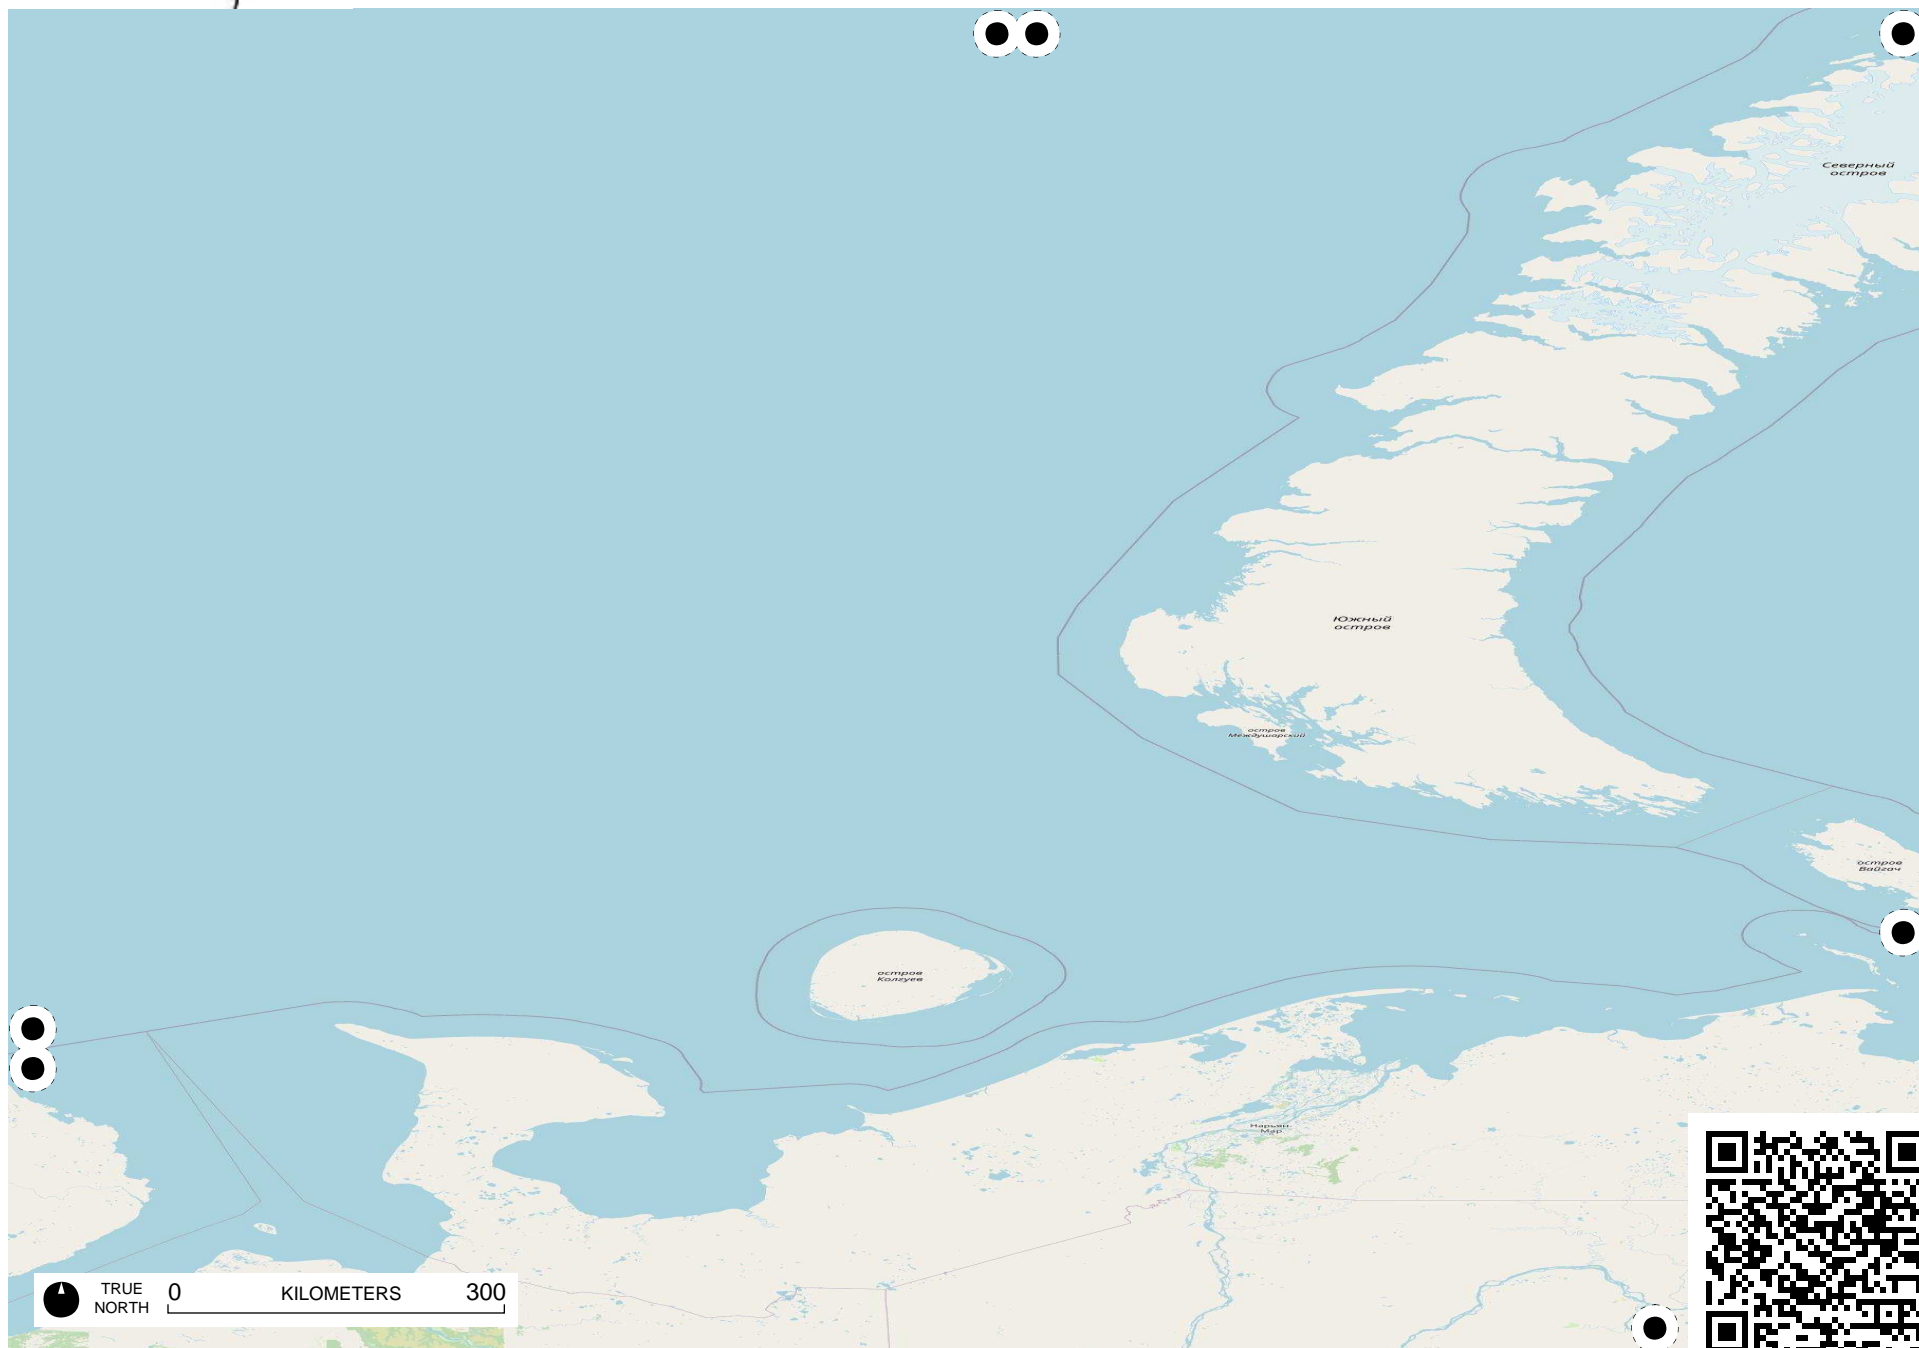 Северный
остров
Южный
остров
остров
Междушарский
остров
Вайгач
остров
Колгуев
Нарьян-
Мар
TRUE
NORTH
0
KILOMETERS
300